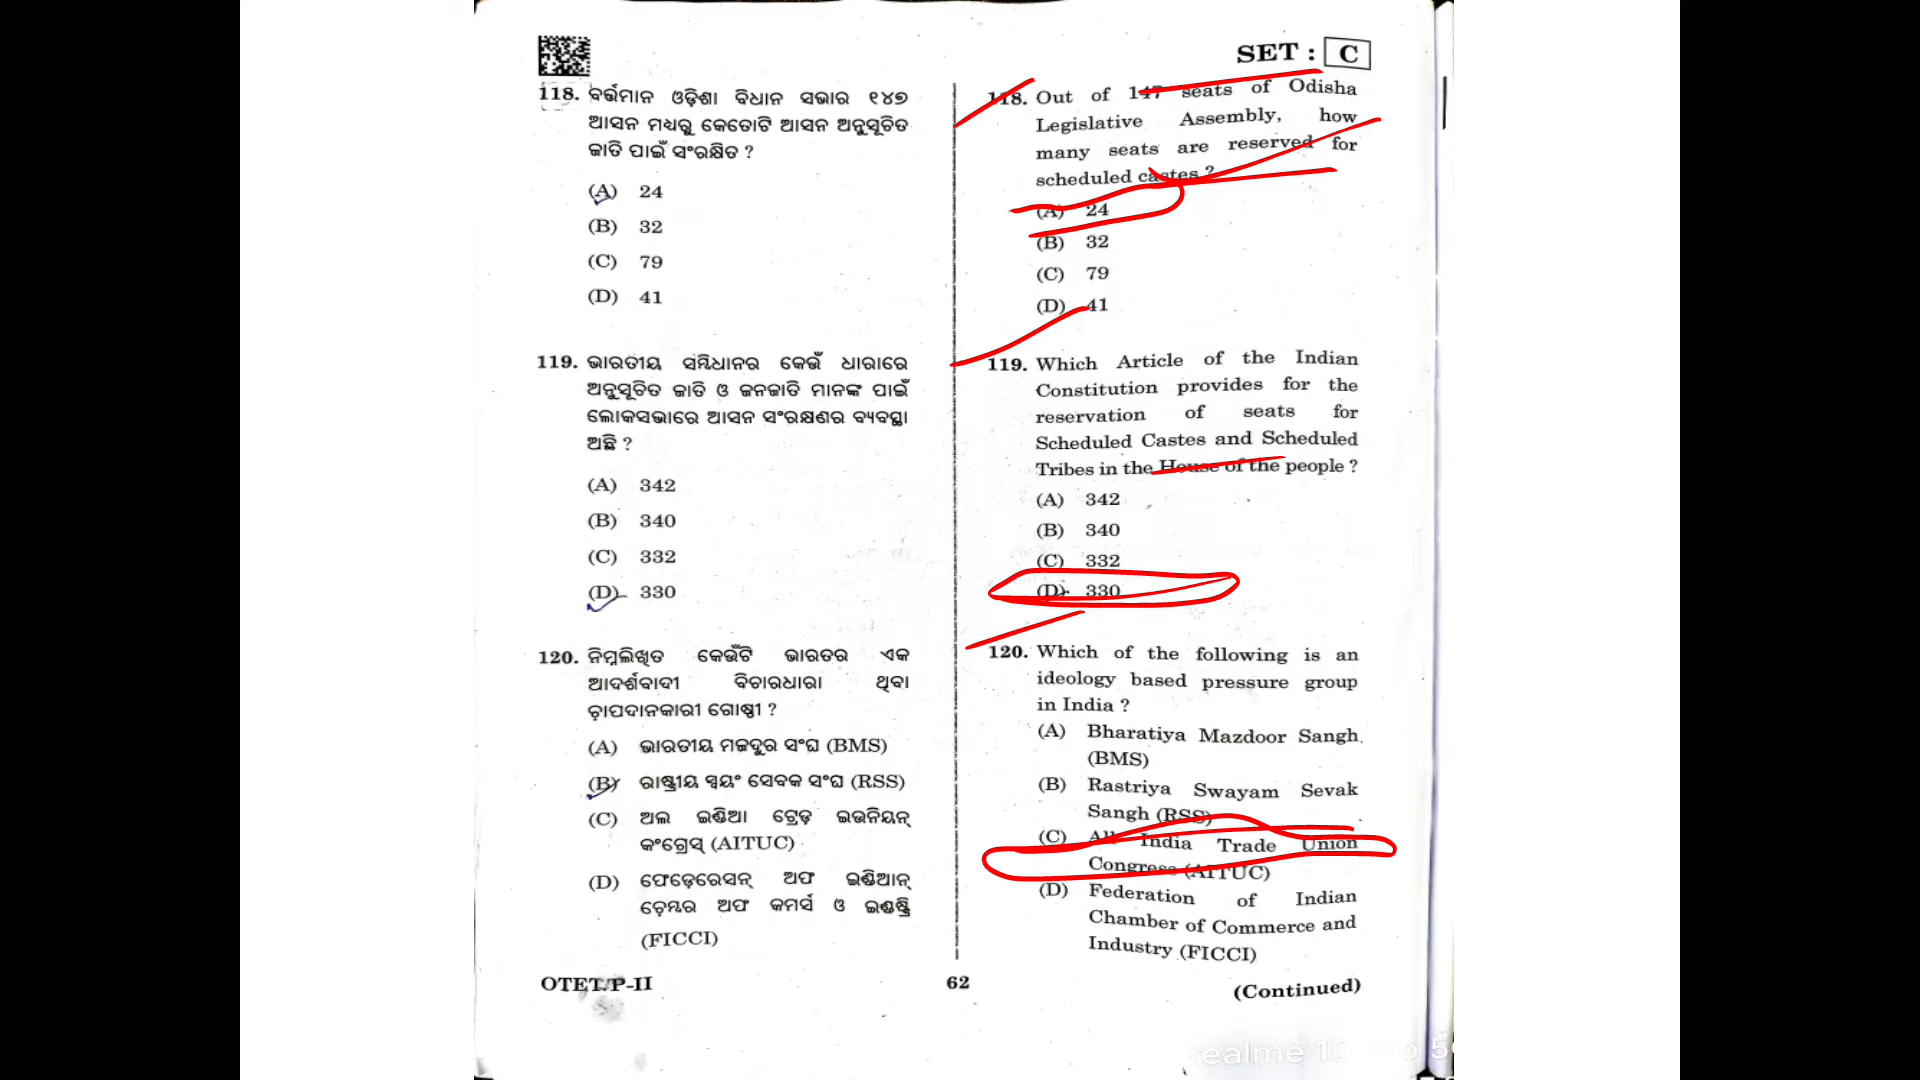 SET : C
118. ବର୍ତ୍ତମାନ ଓଡ଼ିଶା ବିଧାନ ସଭାର ୧୪୭
ଆସନ ମଧ୍ୟରୁ କେତୋଟି ଆସନ ଅନୁସୂଚିତ
ଜାତି ପାଇଁ ସଂରକ୍ଷିତ ?
(A) 24
(B) 32
(C) 79
(D) 41
119. ଭାରତୀୟ ସମ୍ବିଧାନର କେଉଁ ଧାରାରେ
ଅନୁସୂଚିତ ଜାତି ଓ ଜନଜାତି ମାନଙ୍କ ପାଇଁ
ଲୋକସଭାରେ ଆସନ ସଂରକ୍ଷଣର ବ୍ୟବସ୍ଥା
ଅଛି ?
(A) 342
(B) 340
(C) 332
(D) 330
120. ନିମ୍ନଲିଖିତ କେଉଁଟି ଭାରତର ଏକ
ଆଦର୍ଶବାଦୀ ବିଚାରଧାରା ଥିବା
ଚାପଦାନକାରୀ ଗୋଷ୍ଠୀ ?
(A) ଭାରତୀୟ ମଜଦୁର ସଂଘ (BMS)
(B) ରାଷ୍ଟ୍ରୀୟ ସ୍ୱୟଂ ସେବକ ସଂଘ (RSS)
(C) ଅଲ ଇଣ୍ଡିଆ ଟ୍ରେଡ଼ ଇଉନିୟନ୍
କଂଗ୍ରେସ୍ (AITUC)
(D) ଫେଡ଼େରେସନ୍ ଅଫ ଇଣ୍ଡିଆନ୍
ଚ଼େମ୍ବର ଅଫ କମର୍ସ ଓ ଇଣ୍ଡଷ୍ଟ୍ରି
(FICCI)
118. Out of 147 seats of Odisha
Legislative Assembly, how
many seats are reserved for
scheduled castes ?
(A) 24
(B) 32
(C) 79
(D) 41
119. Which Article of the Indian
Constitution provides for the
reservation of seats for
Scheduled Castes and Scheduled
Tribes in the House of the people ?
(A) 342
(B) 340
(C) 332
(D) 330
120. Which of the following is an
ideology based pressure group
in India ?
(A) Bharatiya Mazdoor Sangh
(BMS)
(B) Rastriya Swayam Sevak
Sangh (RSS)
(C) All India Trade Union
Congress (AITUC)
(D) Federation of Indian
Chamber of Commerce and
Industry (FICCI)
OTET/P-II
62
(Continued)
realme 10